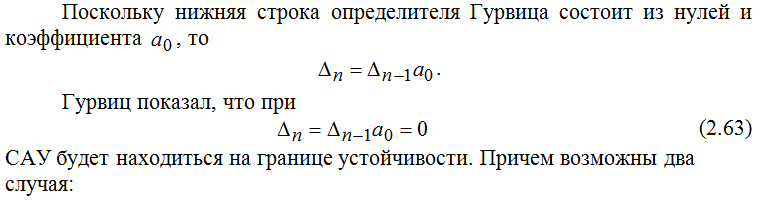 Поскольку нижняя строка определителя Гурвица состоит из нулей и
коэффициента a₀, то
Δₙ = Δₙ₋₁a₀.
Гурвиц показал, что при
Δₙ = Δₙ₋₁a₀ = 0 (2.63)
САУ будет находиться на границе устойчивости. Причем возможны два
случая: